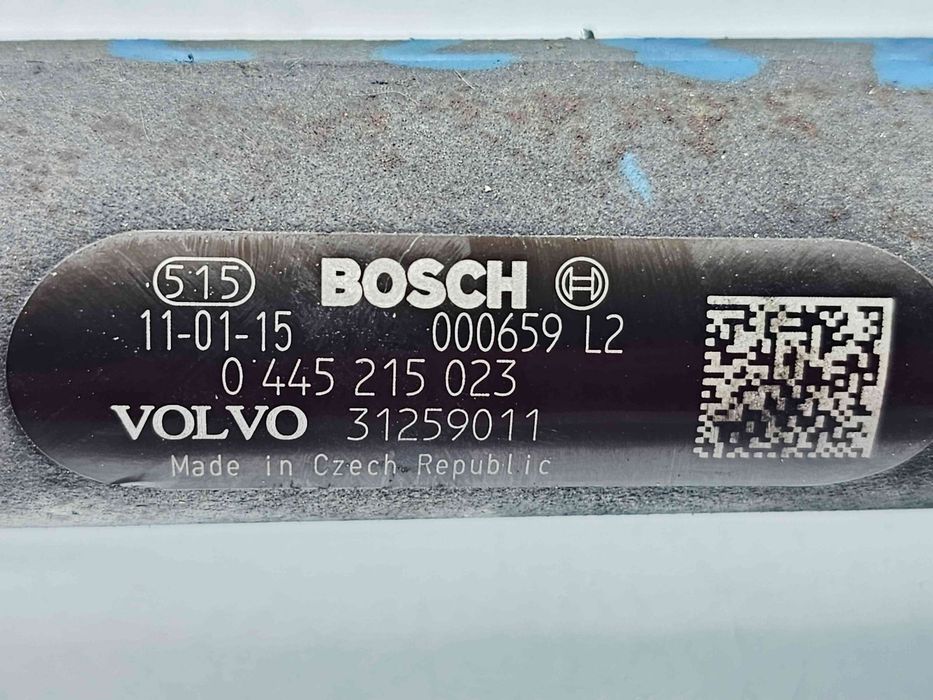 515 BOSCH
11-01-15 000659 L2
0 445 215 023
VOLVO 31259011
Made in Czech Republic